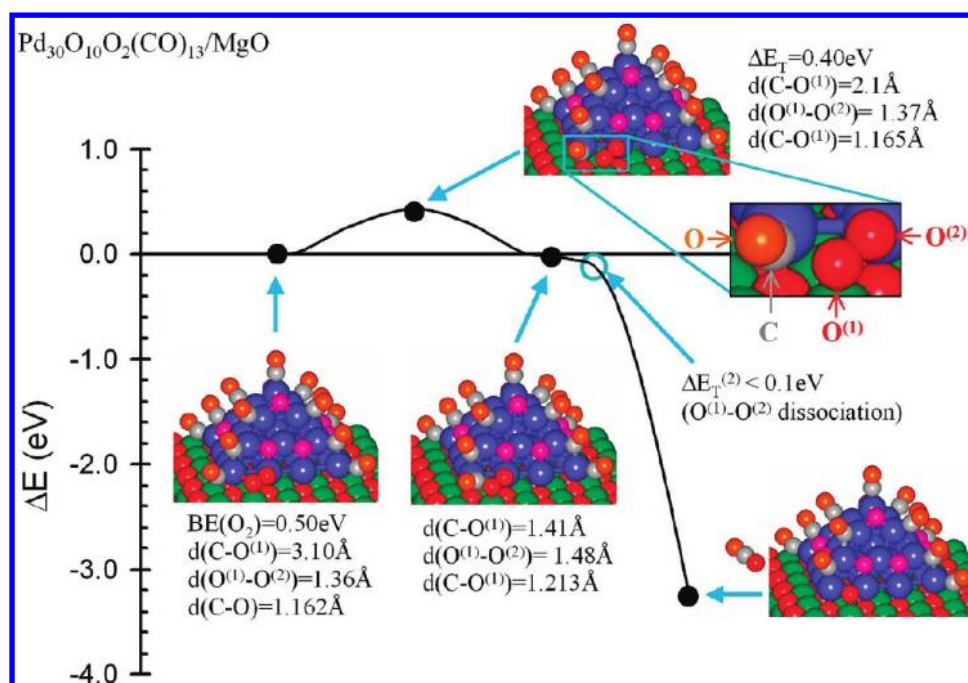 Pd₃₀O₁₀O₂(CO)₁₃/MgO
ΔE_T=0.40eV
d(C-O⁽¹⁾)=2.1Å
d(O⁽¹⁾-O⁽²⁾)= 1.37Å
d(C-O⁽¹⁾)=1.165Å
1.0
0.0
-1.0
-2.0
-3.0
-4.0
ΔE (eV)
O
O⁽²⁾
C
O⁽¹⁾
ΔE_T⁽²⁾ < 0.1eV
(O⁽¹⁾-O⁽²⁾ dissociation)
BE(O₂)=0.50eV
d(C-O⁽¹⁾)=3.10Å
d(O⁽¹⁾-O⁽²⁾)=1.36Å
d(C-O)=1.162Å
d(C-O⁽¹⁾)=1.41Å
d(O⁽¹⁾-O⁽²⁾)= 1.48Å
d(C-O⁽¹⁾)=1.213Å